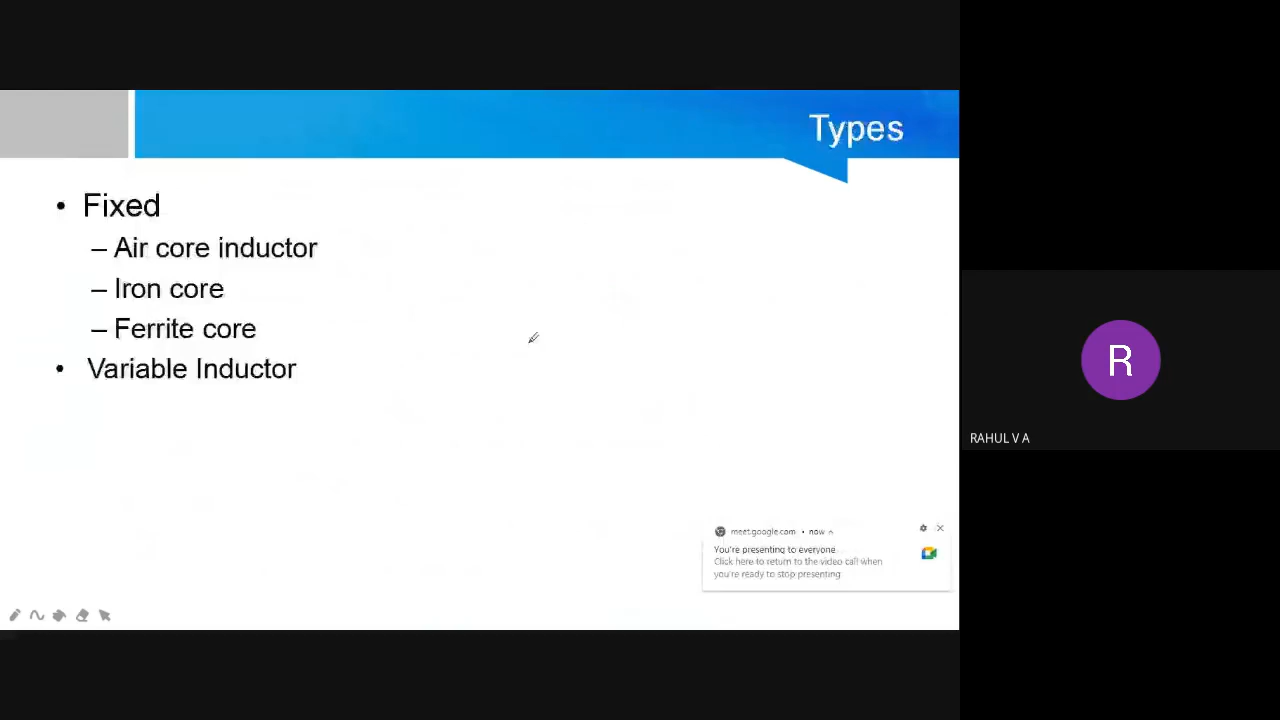 Types
• Fixed
– Air core inductor
– Iron core
– Ferrite core
• Variable Inductor
meet.google.com • now
You're presenting to everyone
Click here to return to the video call when
you're ready to stop presenting
R
RAHUL V A